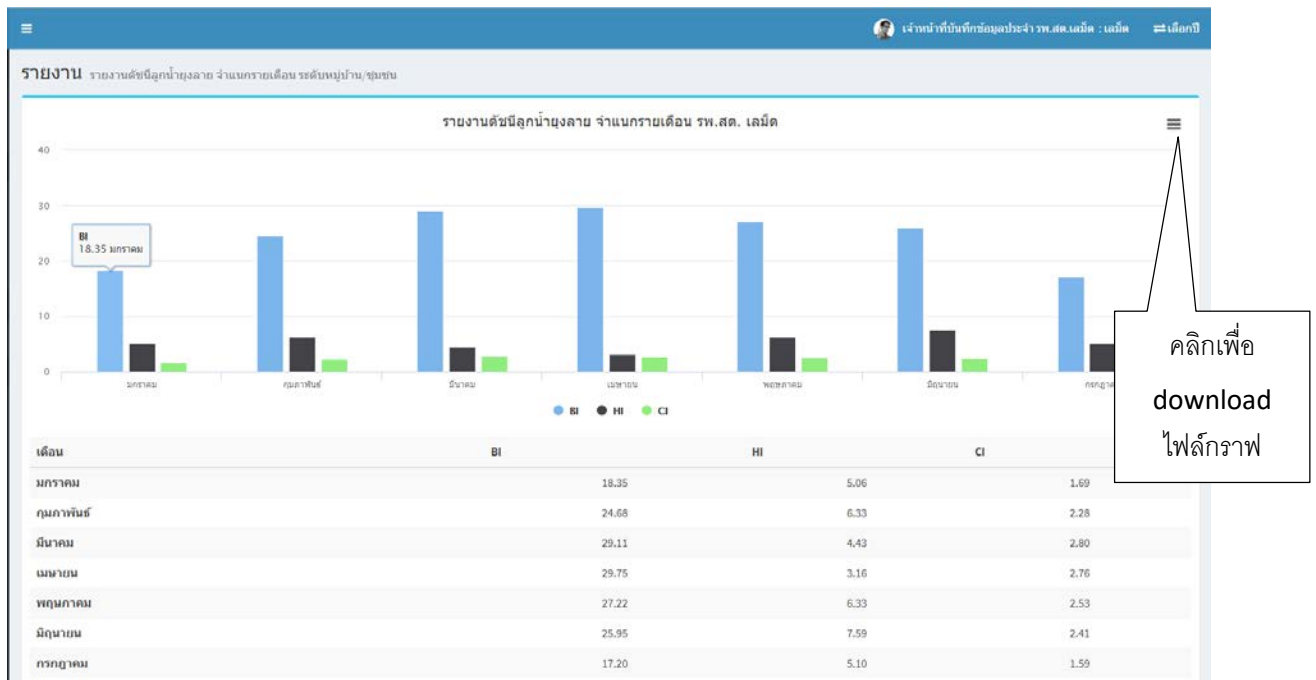 เจ้าหน้าที่บันทึกข้อมูลประจำ รพ.สต.เลม็ด : เลม็ด เลือกปี
รายงาน รายงานดัชนีลูกน้ำยุงลาย จำแนกรายเดือน ระดับหมู่บ้าน/ชุมชน
รายงานดัชนีลูกน้ำยุงลาย จำแนกรายเดือน รพ.สต. เลม็ด
40
30
20
10
0
BI
18.35 มกราคม
มกราคม กุมภาพันธ์ มีนาคม เมษายน พฤษภาคม มิถุนายน
BI HI CI
คลิกเพื่อ
download
ไฟล์กราฟ
เดือน BI HI CI
มกราคม 18.35 5.06 1.69
กุมภาพันธ์ 24.68 6.33 2.28
มีนาคม 29.11 4.43 2.80
เมษายน 29.75 3.16 2.76
พฤษภาคม 27.22 6.33 2.53
มิถุนายน 25.95 7.59 2.41
กรกฎาคม 17.20 5.10 1.59